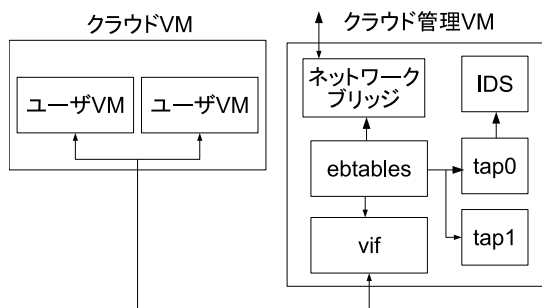 クラウドVM
ユーザVM
ユーザVM
クラウド管理VM
ネットワーク
ブリッジ
IDS
ebtables
tap0
vif
tap1